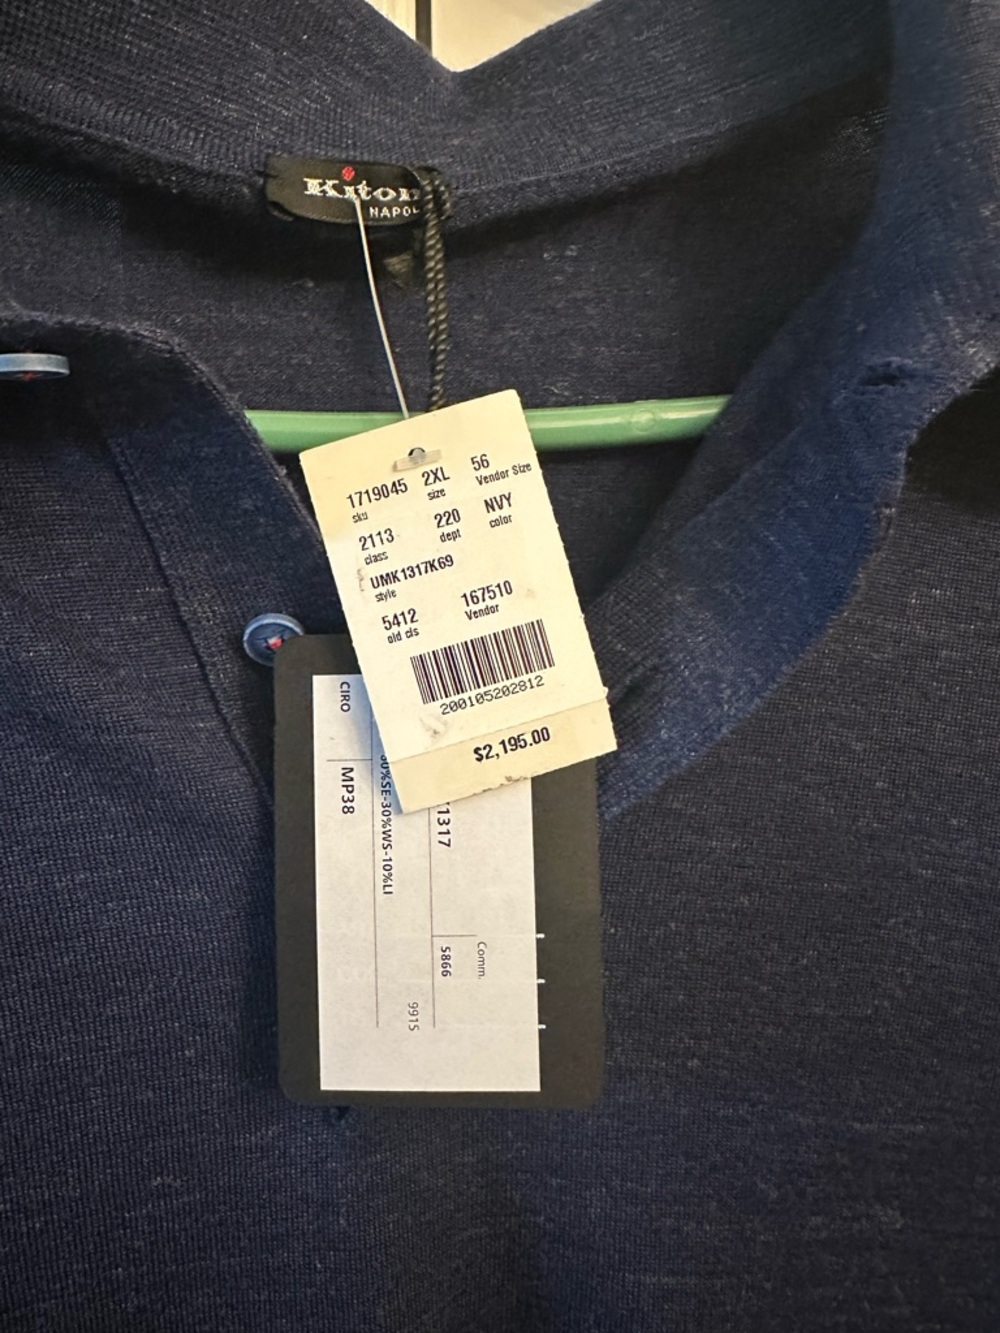 Kiton
NAPOL
1719045 2XL 56
sku size Vendor Size
2113 220 NVY
class dept color
UMK1317K69
style
5412 167510
old cls Vendor
200105202812
$2,195.00
CIRO
MP38
%SE-30%WS-10%LI
1317
Comm.
5866
9915